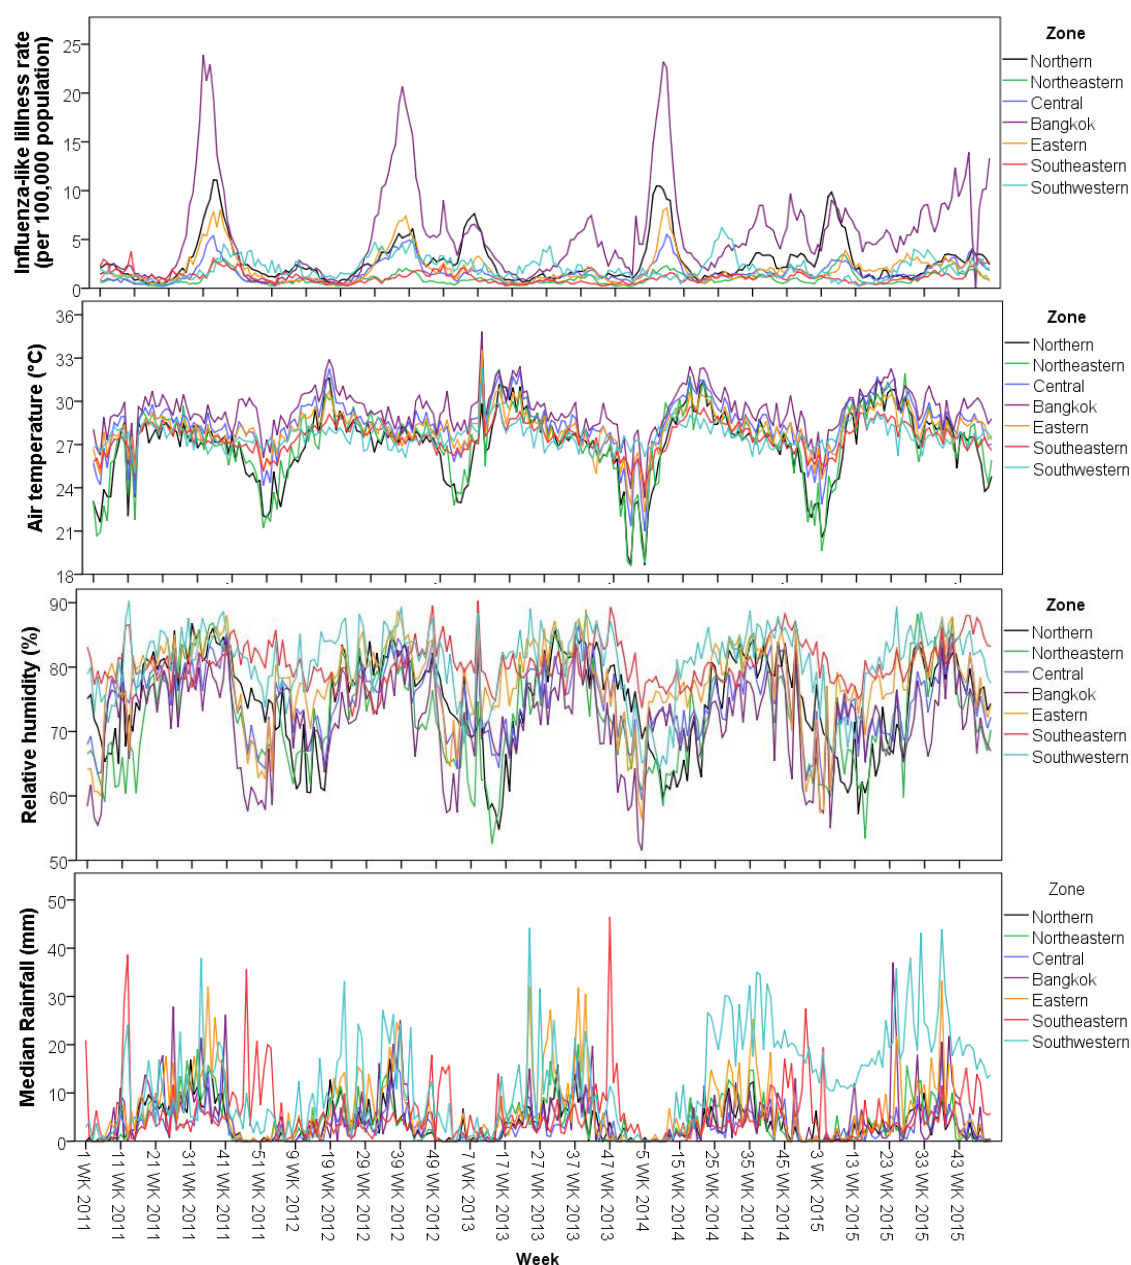 Influenza-like lillness rate
(per 100,000 population)
25
20
15
10
5
0
Zone
Northern
Northeastern
Central
Bangkok
Eastern
Southeastern
Southwestern
Air temperature (°C)
36
33
30
27
24
21
18
Zone
Northern
Northeastern
Central
Bangkok
Eastern
Southeastern
Southwestern
Relative humidity (%)
90
80
70
60
50
Zone
Northern
Northeastern
Central
Bangkok
Eastern
Southeastern
Southwestern
Median Rainfall (mm)
50
40
30
20
10
0
Zone
Northern
Northeastern
Central
Bangkok
Eastern
Southeastern
Southwestern
1 WK 2011
11 WK 2011
21 WK 2011
31 WK 2011
41 WK 2011
51 WK 2011
9 WK 2012
19 WK 2012
29 WK 2012
39 WK 2012
49 WK 2012
7 WK 2013
17 WK 2013
27 WK 2013
37 WK 2013
47 WK 2013
5 WK 2014
15 WK 2014
25 WK 2014
35 WK 2014
45 WK 2014
3 WK 2015
13 WK 2015
23 WK 2015
33 WK 2015
43 WK 2015
Week